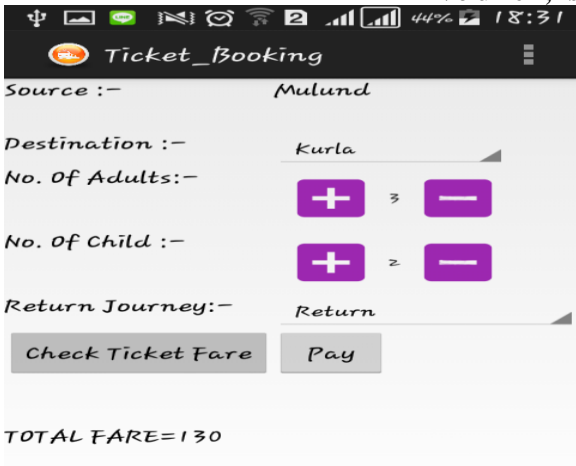 2 44% 18:31
Ticket_Booking
Source :- Mulund
Destination :- Kurla
No. Of Adults:- + 3 -
No. Of Child :- + 2 -
Return Journey:- Return
Check Ticket Fare Pay
TOTAL FARE=130